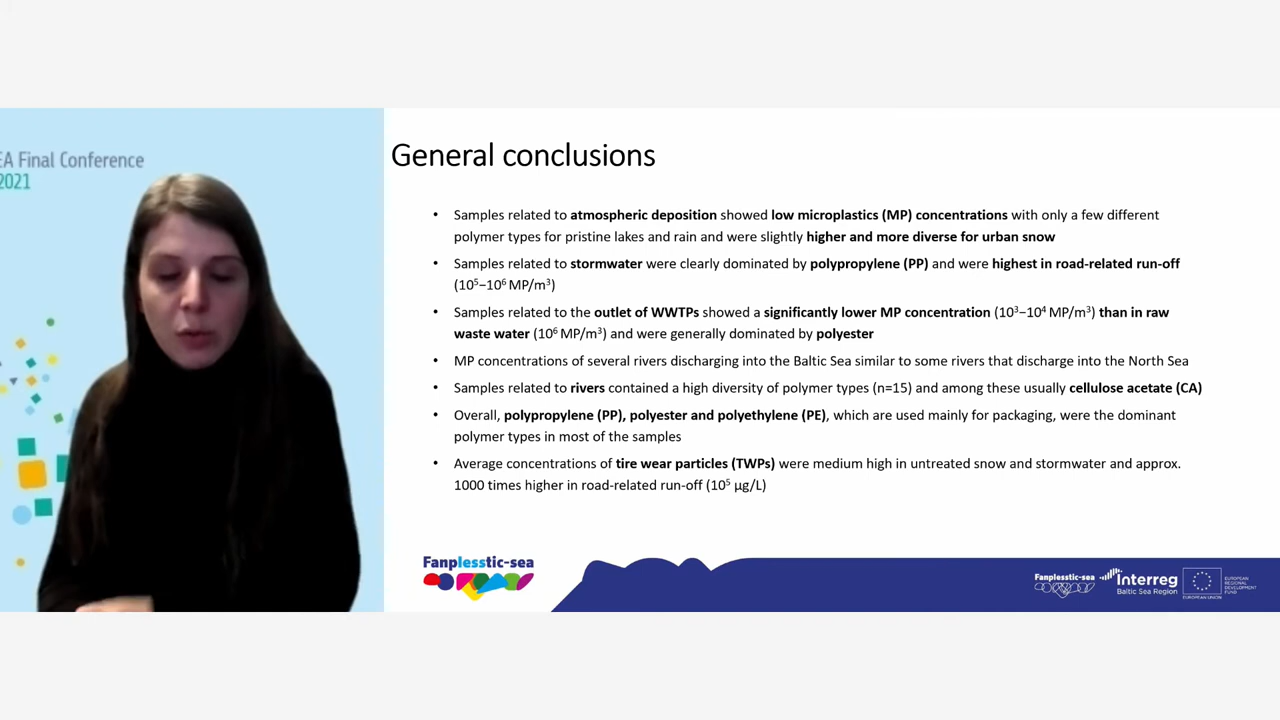 EA Final Conference
2021
General conclusions
• Samples related to atmospheric deposition showed low microplastics (MP) concentrations with only a few different
polymer types for pristine lakes and rain and were slightly higher and more diverse for urban snow
• Samples related to stormwater were clearly dominated by polypropylene (PP) and were highest in road-related run-off
(10⁵–10⁶ MP/m³)
• Samples related to the outlet of WWTPs showed a significantly lower MP concentration (10³–10⁴ MP/m³) than in raw
waste water (10⁶ MP/m³) and were generally dominated by polyester
• MP concentrations of several rivers discharging into the Baltic Sea similar to some rivers that discharge into the North Sea
• Samples related to rivers contained a high diversity of polymer types (n=15) and among these usually cellulose acetate (CA)
• Overall, polypropylene (PP), polyester and polyethylene (PE), which are used mainly for packaging, were the dominant
polymer types in most of the samples
• Average concentrations of tire wear particles (TWPs) were medium high in untreated snow and stormwater and approx.
1000 times higher in road-related run-off (10⁵ µg/L)
Fanplesstic-sea
Fanplesstic-sea
Interreg
Baltic Sea Region
EUROPEAN UNION
EUROPEAN
REGIONAL
DEVELOPMENT
FUND